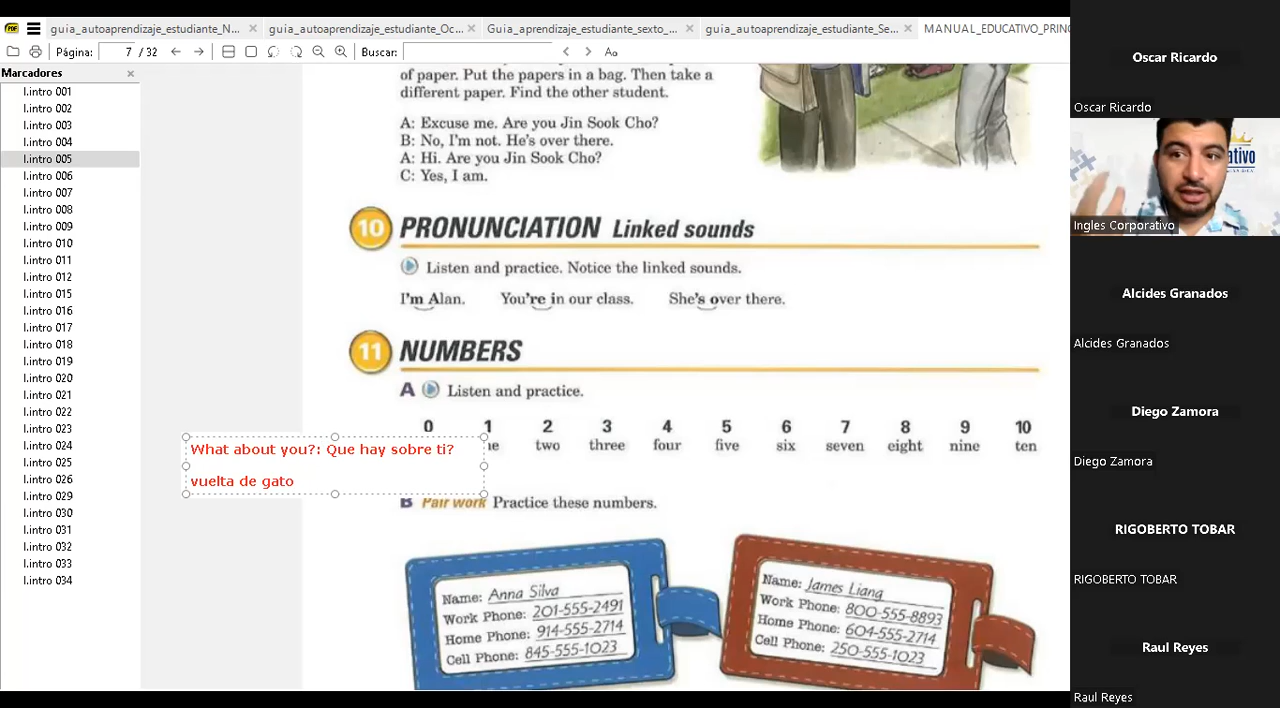 guia_autoaprendizaje_estudiante_N... guia_autoaprendizaje_estudiante_Oc... Guia_aprendizaje_estudiante_sexto_... guia_autoaprendizaje_estudiante_Se... MANUAL_EDUCATIVO_PRINC
Página: 7 / 32 Buscar: Aa
Marcadores
I.intro 001
I.intro 002
I.intro 003
I.intro 004
I.intro 005
I.intro 006
I.intro 007
I.intro 008
I.intro 009
I.intro 010
I.intro 011
I.intro 012
I.intro 015
I.intro 016
I.intro 017
I.intro 018
I.intro 019
I.intro 020
I.intro 021
I.intro 022
I.intro 023
I.intro 024
I.intro 025
I.intro 026
I.intro 029
I.intro 030
I.intro 031
I.intro 032
I.intro 033
I.intro 034
of paper. Put the papers in a bag. Then take a
different paper. Find the other student.
A: Excuse me. Are you Jin Sook Cho?
B: No, I'm not. He's over there.
A: Hi. Are you Jin Sook Cho?
C: Yes, I am.
10 PRONUNCIATION Linked sounds
Listen and practice. Notice the linked sounds.
I'm Alan. You're in our class. She's over there.
11 NUMBERS
A Listen and practice.
0 1 2 3 4 5 6 7 8 9 10
ne two three four five six seven eight nine ten
What about you?: Que hay sobre ti?
vuelta de gato
B Pair work Practice these numbers.
Name: Anna Silva
Work Phone: 201-555-2491
Home Phone: 914-555-2714
Cell Phone: 845-555-1023
Name: James Liang
Work Phone: 800-555-8893
Home Phone: 604-555-2714
Cell Phone: 250-555-1023
Oscar Ricardo
Oscar Ricardo
Ingles Corporativo
Alcides Granados
Alcides Granados
Diego Zamora
Diego Zamora
RIGOBERTO TOBAR
RIGOBERTO TOBAR
Raul Reyes
Raul Reyes